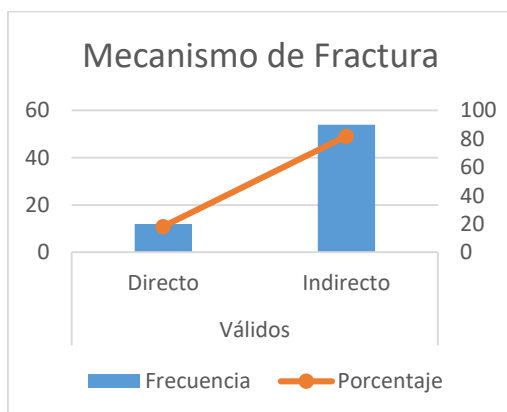 Mecanismo de Fractura
60
40
20
0
100
80
60
40
20
0
Directo
Indirecto
Válidos
Frecuencia
Porcentaje